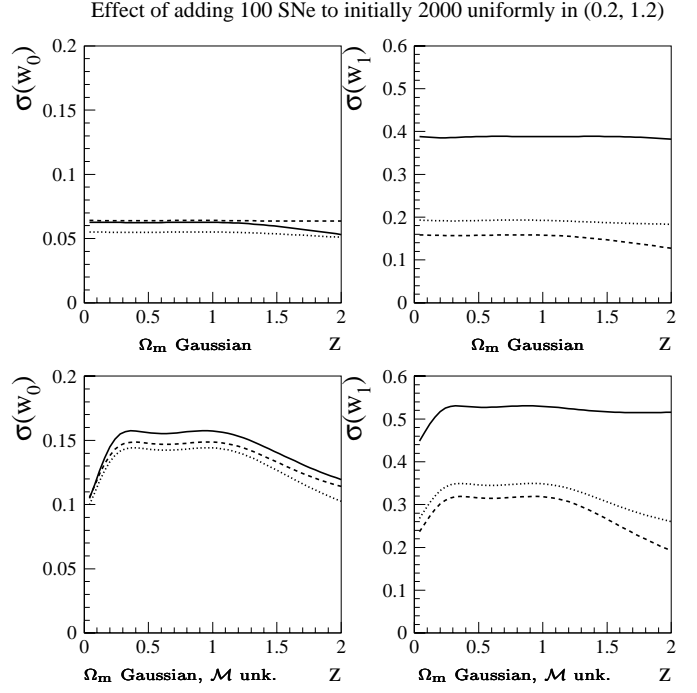 Effect of adding 100 SNe to initially 2000 uniformly in (0.2, 1.2)
σ(w₀)
0.2
0.15
0.1
0.05
0
0 0.5 1 1.5 2
Ωₘ Gaussian z
σ(w₁)
0.6
0.5
0.4
0.3
0.2
0.1
0
0 0.5 1 1.5 2
Ωₘ Gaussian z
σ(w₀)
0.2
0.15
0.1
0.05
0
0 0.5 1 1.5 2
Ωₘ Gaussian, ℳ unk. z
σ(w₁)
0.6
0.5
0.4
0.3
0.2
0.1
0
0 0.5 1 1.5 2
Ωₘ Gaussian, ℳ unk. z